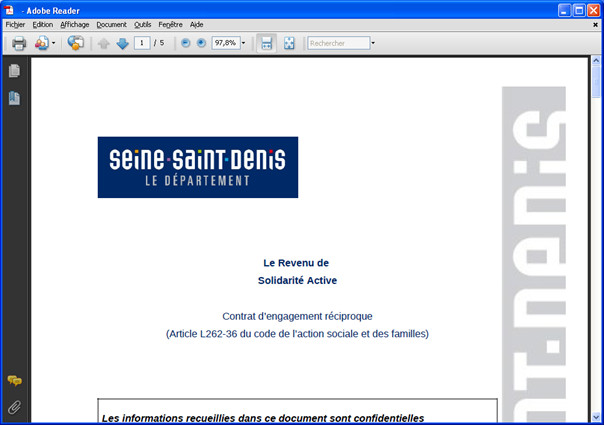 - Adobe Reader
Fichier Edition Affichage Document Outils Fenêtre Aide
1 / 5 97,8% Rechercher
seine-saint-denis
LE DÉPARTEMENT
Le Revenu de
Solidarité Active
Contrat d'engagement réciproque
(Article L262-36 du code de l'action sociale et des familles)
Les informations recueillies dans ce document sont confidentielles
nt.Denis